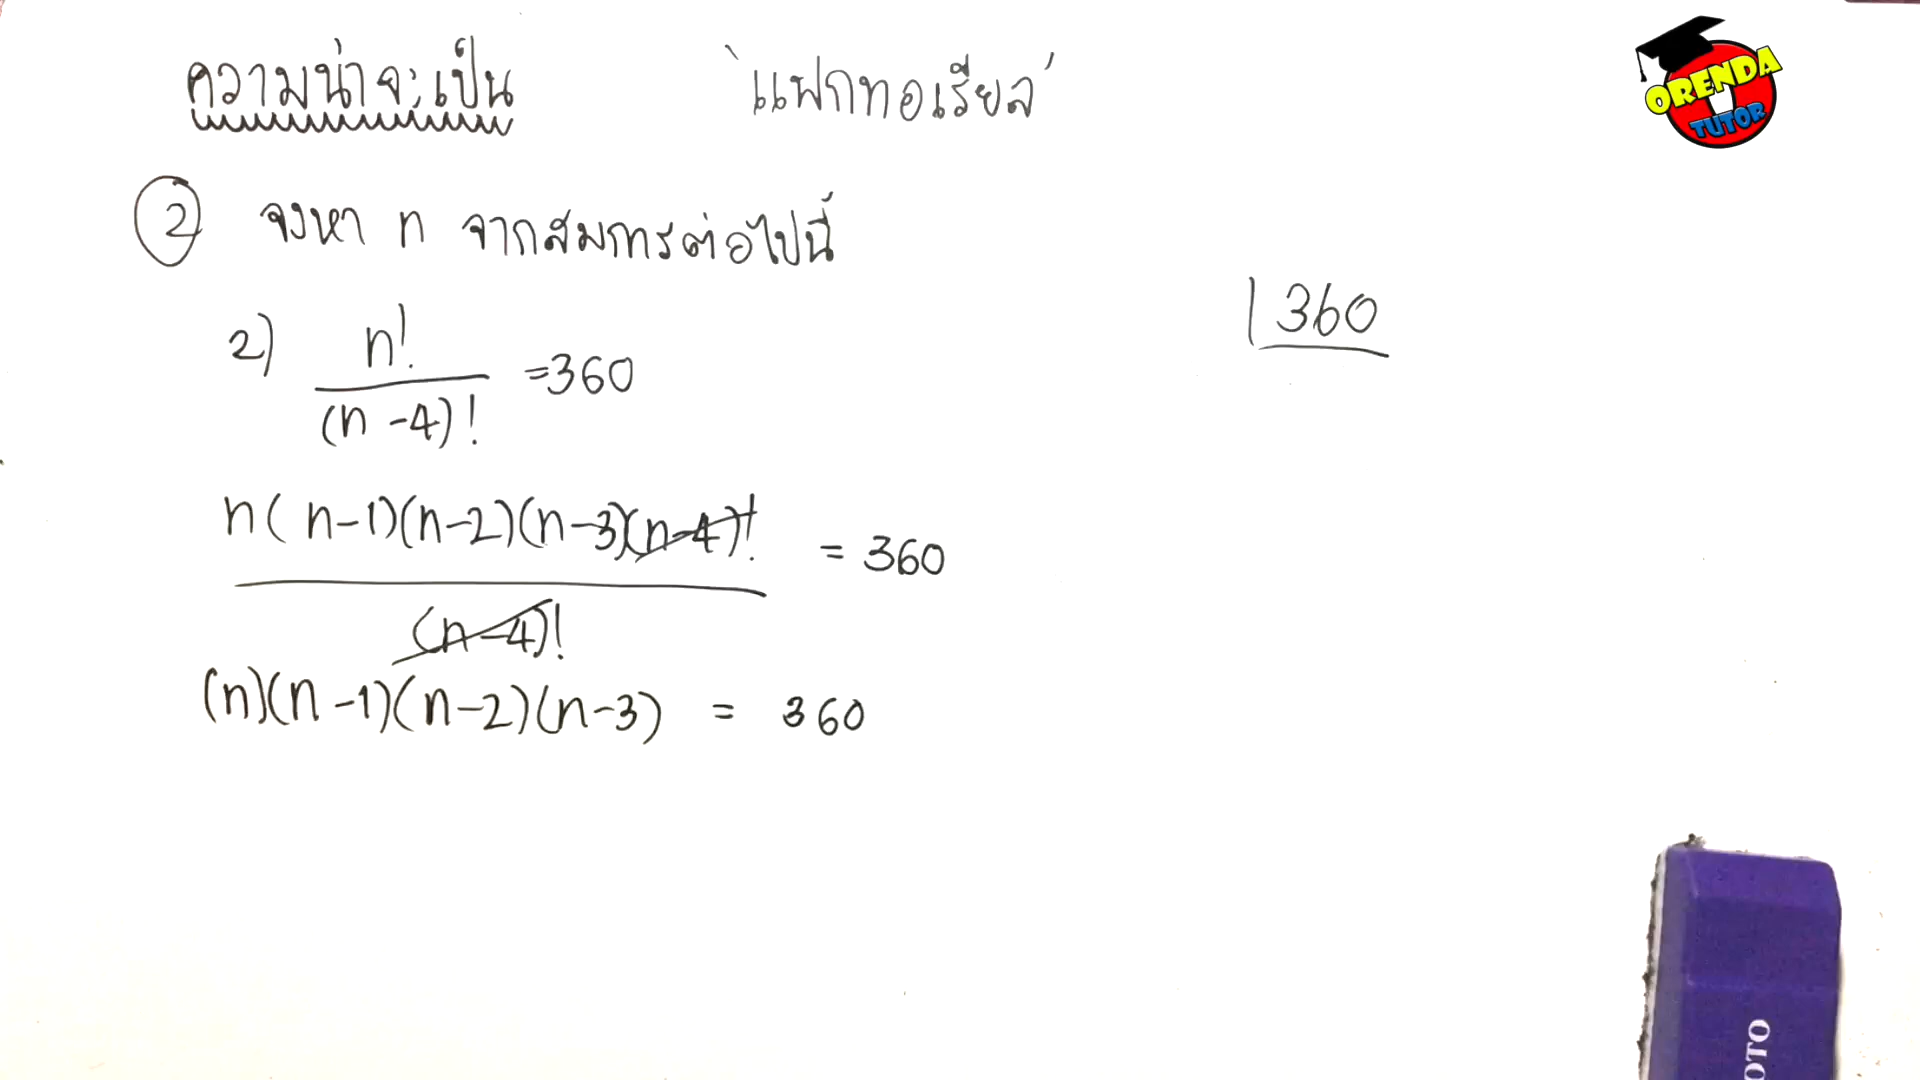 ความน่าจะเป็น "แฟกทอเรียล"
ORENDA
TUTOR
② จงหา n จากสมการต่อไปนี้
2) n!/(n-4)! =360
360
n(n-1)(n-2)(n-3)(n-4)!/(n-4)! = 360
(n)(n-1)(n-2)(n-3) = 360
OTO